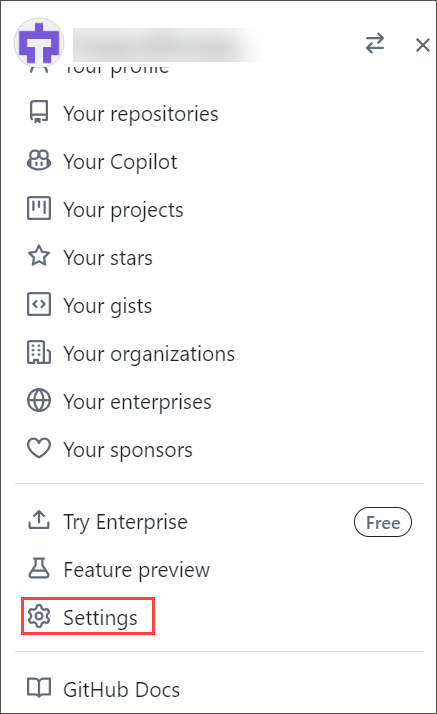 Your profile
Your repositories
Your Copilot
Your projects
Your stars
Your gists
Your organizations
Your enterprises
Your sponsors
Try Enterprise Free
Feature preview
Settings
GitHub Docs